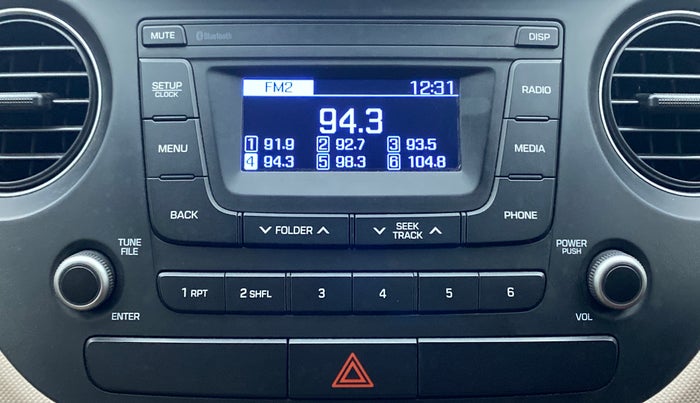 MUTE
Bluetooth
DISP
SETUP
CLOCK
FM2 12:31
RADIO
94.3
1 91.9 2 92.7 3 93.5
4 94.3 5 98.3 6 104.8
MENU
MEDIA
BACK
FOLDER
SEEK
TRACK
PHONE
TUNE
FILE
POWER
PUSH
1 RPT
2 SHFL
3
4
5
6
ENTER
VOL